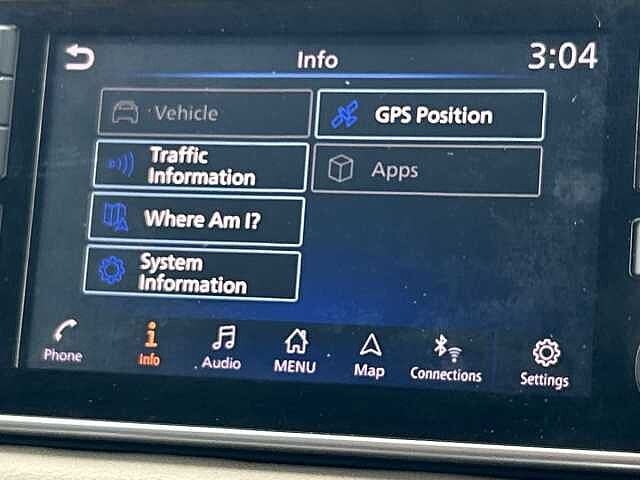 Info
3:04
Vehicle
GPS Position
Traffic
Information
Apps
Where Am I?
System
Information
Phone
Info
Audio
MENU
Map
Connections
Settings